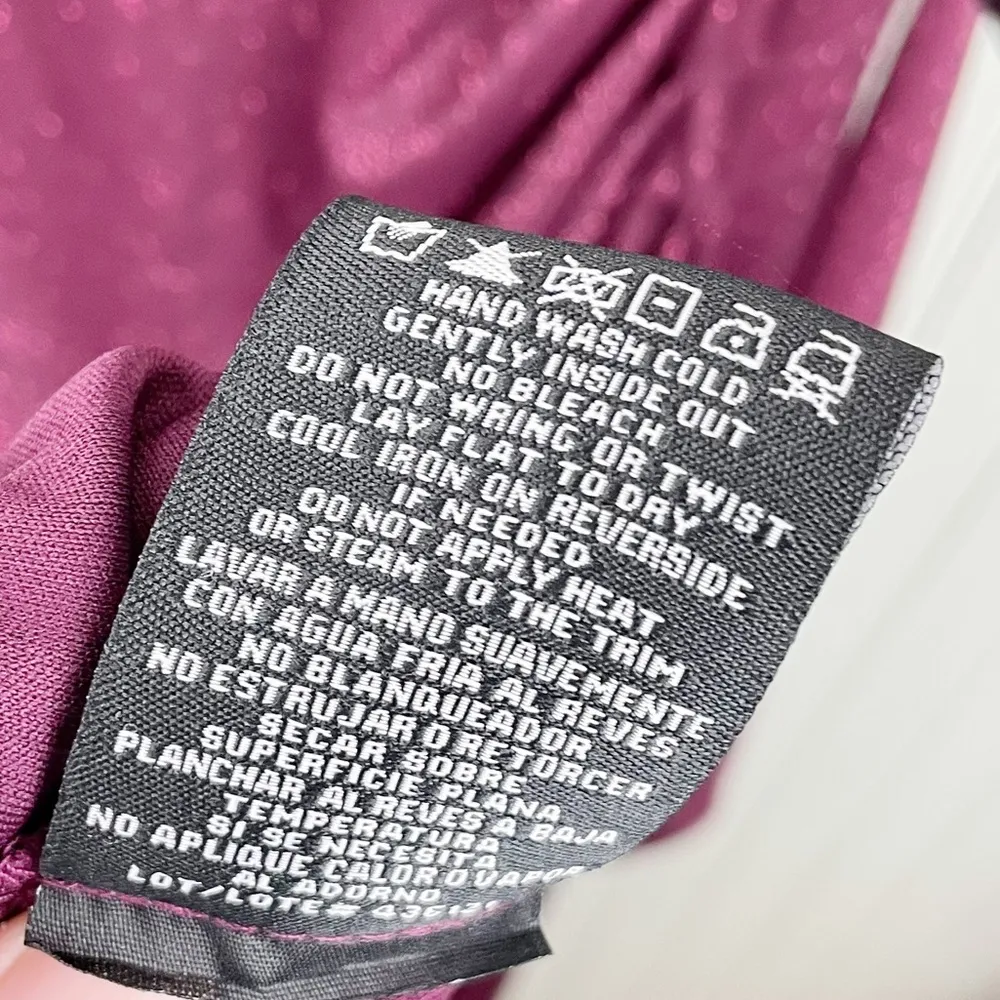 HAND WASH COLD
GENTLY INSIDE OUT
NO BLEACH
DO NOT WRING OR TWIST
LAY FLAT TO DRY
COOL IRON ON REVERSIDE
IF NEEDED
DO NOT APPLY HEAT
OR STEAM TO THE TRIM
LAVAR A MANO SUAVEMENTE
CON AGUA FRIA AL REVES
NO BLANQUEADOR
NO ESTRUJAR O RETORCER
SECAR SOBRE
SUPERFICIE PLANA
PLANCHAR AL REVES A BAJA
TEMPERATURA
SI SE NECESITA
NO APLIQUE CALOR O VAPOR
AL ADORNO
LOT/LOTE#